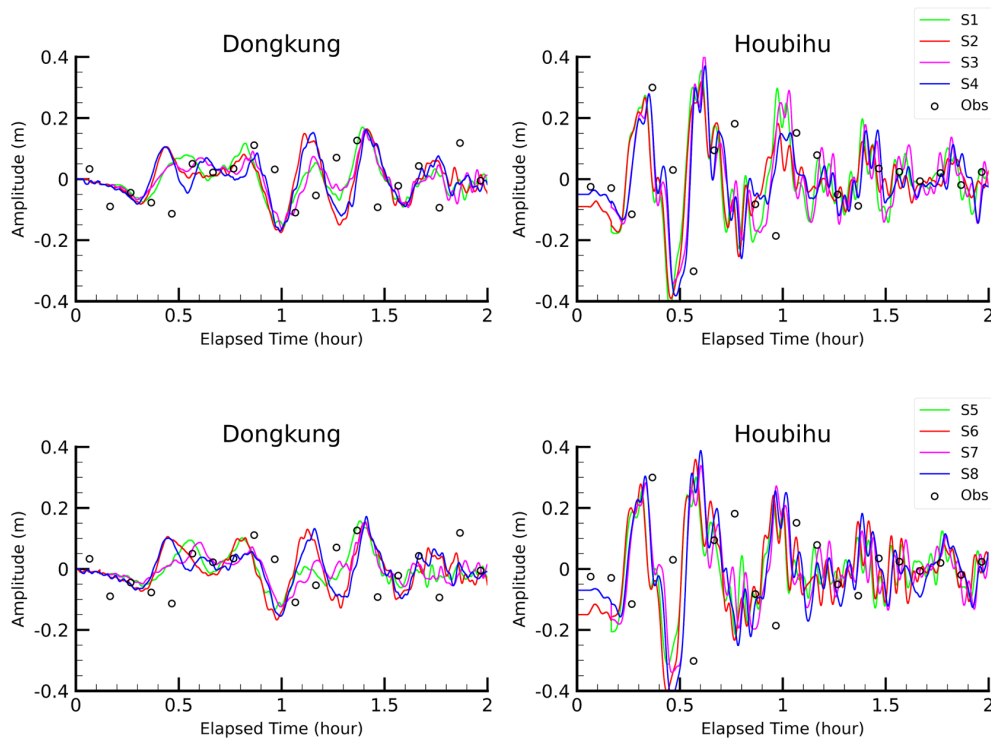 Dongkung
Houbihu
S1
S2
S3
S4
Obs
0.4
0.2
0
-0.2
-0.4
Amplitude (m)
0
0.5
1
1.5
2
Elapsed Time (hour)
0.4
0.2
0
-0.2
-0.4
Amplitude (m)
0
0.5
1
1.5
2
Elapsed Time (hour)
Dongkung
Houbihu
S5
S6
S7
S8
Obs
0.4
0.2
0
-0.2
-0.4
Amplitude (m)
0
0.5
1
1.5
2
Elapsed Time (hour)
0.4
0.2
0
-0.2
-0.4
Amplitude (m)
0
0.5
1
1.5
2
Elapsed Time (hour)